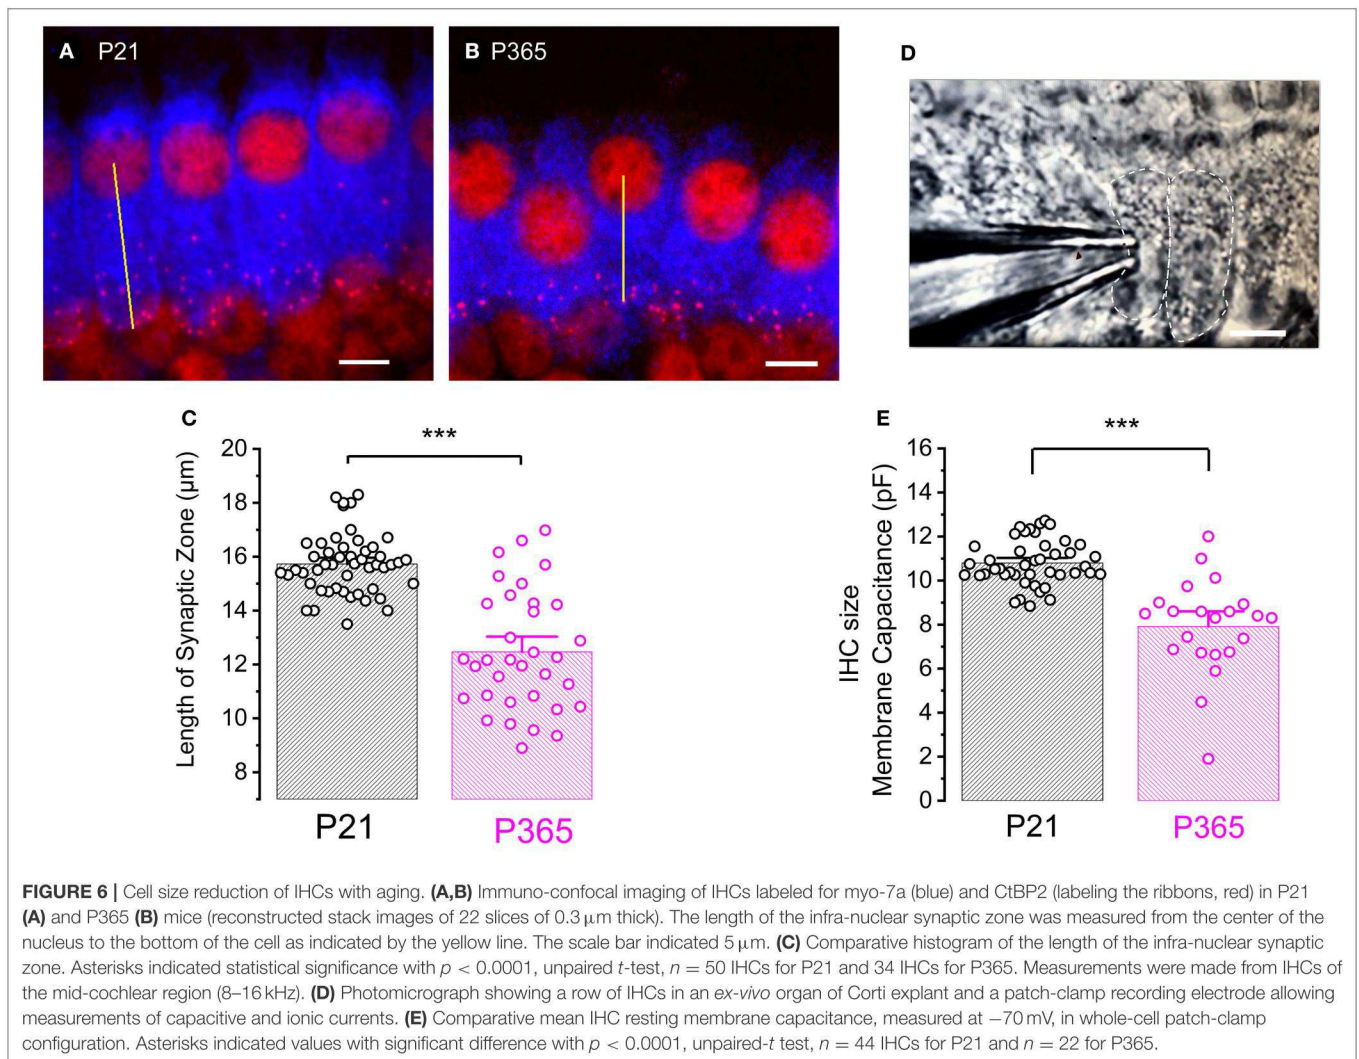 A P21
B P365
D
C
***
Length of Synaptic Zone (µm)
20
18
16
14
12
10
8
P21
P365
E
***
IHC size
Membrane Capacitance (pF)
16
14
12
10
8
6
4
2
0
P21
P365
FIGURE 6 | Cell size reduction of IHCs with aging. (A,B) Immuno-confocal imaging of IHCs labeled for myo-7a (blue) and CtBP2 (labeling the ribbons, red) in P21
(A) and P365 (B) mice (reconstructed stack images of 22 slices of 0.3 µm thick). The length of the infra-nuclear synaptic zone was measured from the center of the
nucleus to the bottom of the cell as indicated by the yellow line. The scale bar indicated 5 µm. (C) Comparative histogram of the length of the infra-nuclear synaptic
zone. Asterisks indicated statistical significance with p < 0.0001, unpaired t-test, n = 50 IHCs for P21 and 34 IHCs for P365. Measurements were made from IHCs of
the mid-cochlear region (8–16 kHz). (D) Photomicrograph showing a row of IHCs in an ex-vivo organ of Corti explant and a patch-clamp recording electrode allowing
measurements of capacitive and ionic currents. (E) Comparative mean IHC resting membrane capacitance, measured at −70 mV, in whole-cell patch-clamp
configuration. Asterisks indicated values with significant difference with p < 0.0001, unpaired-t test, n = 44 IHCs for P21 and n = 22 for P365.